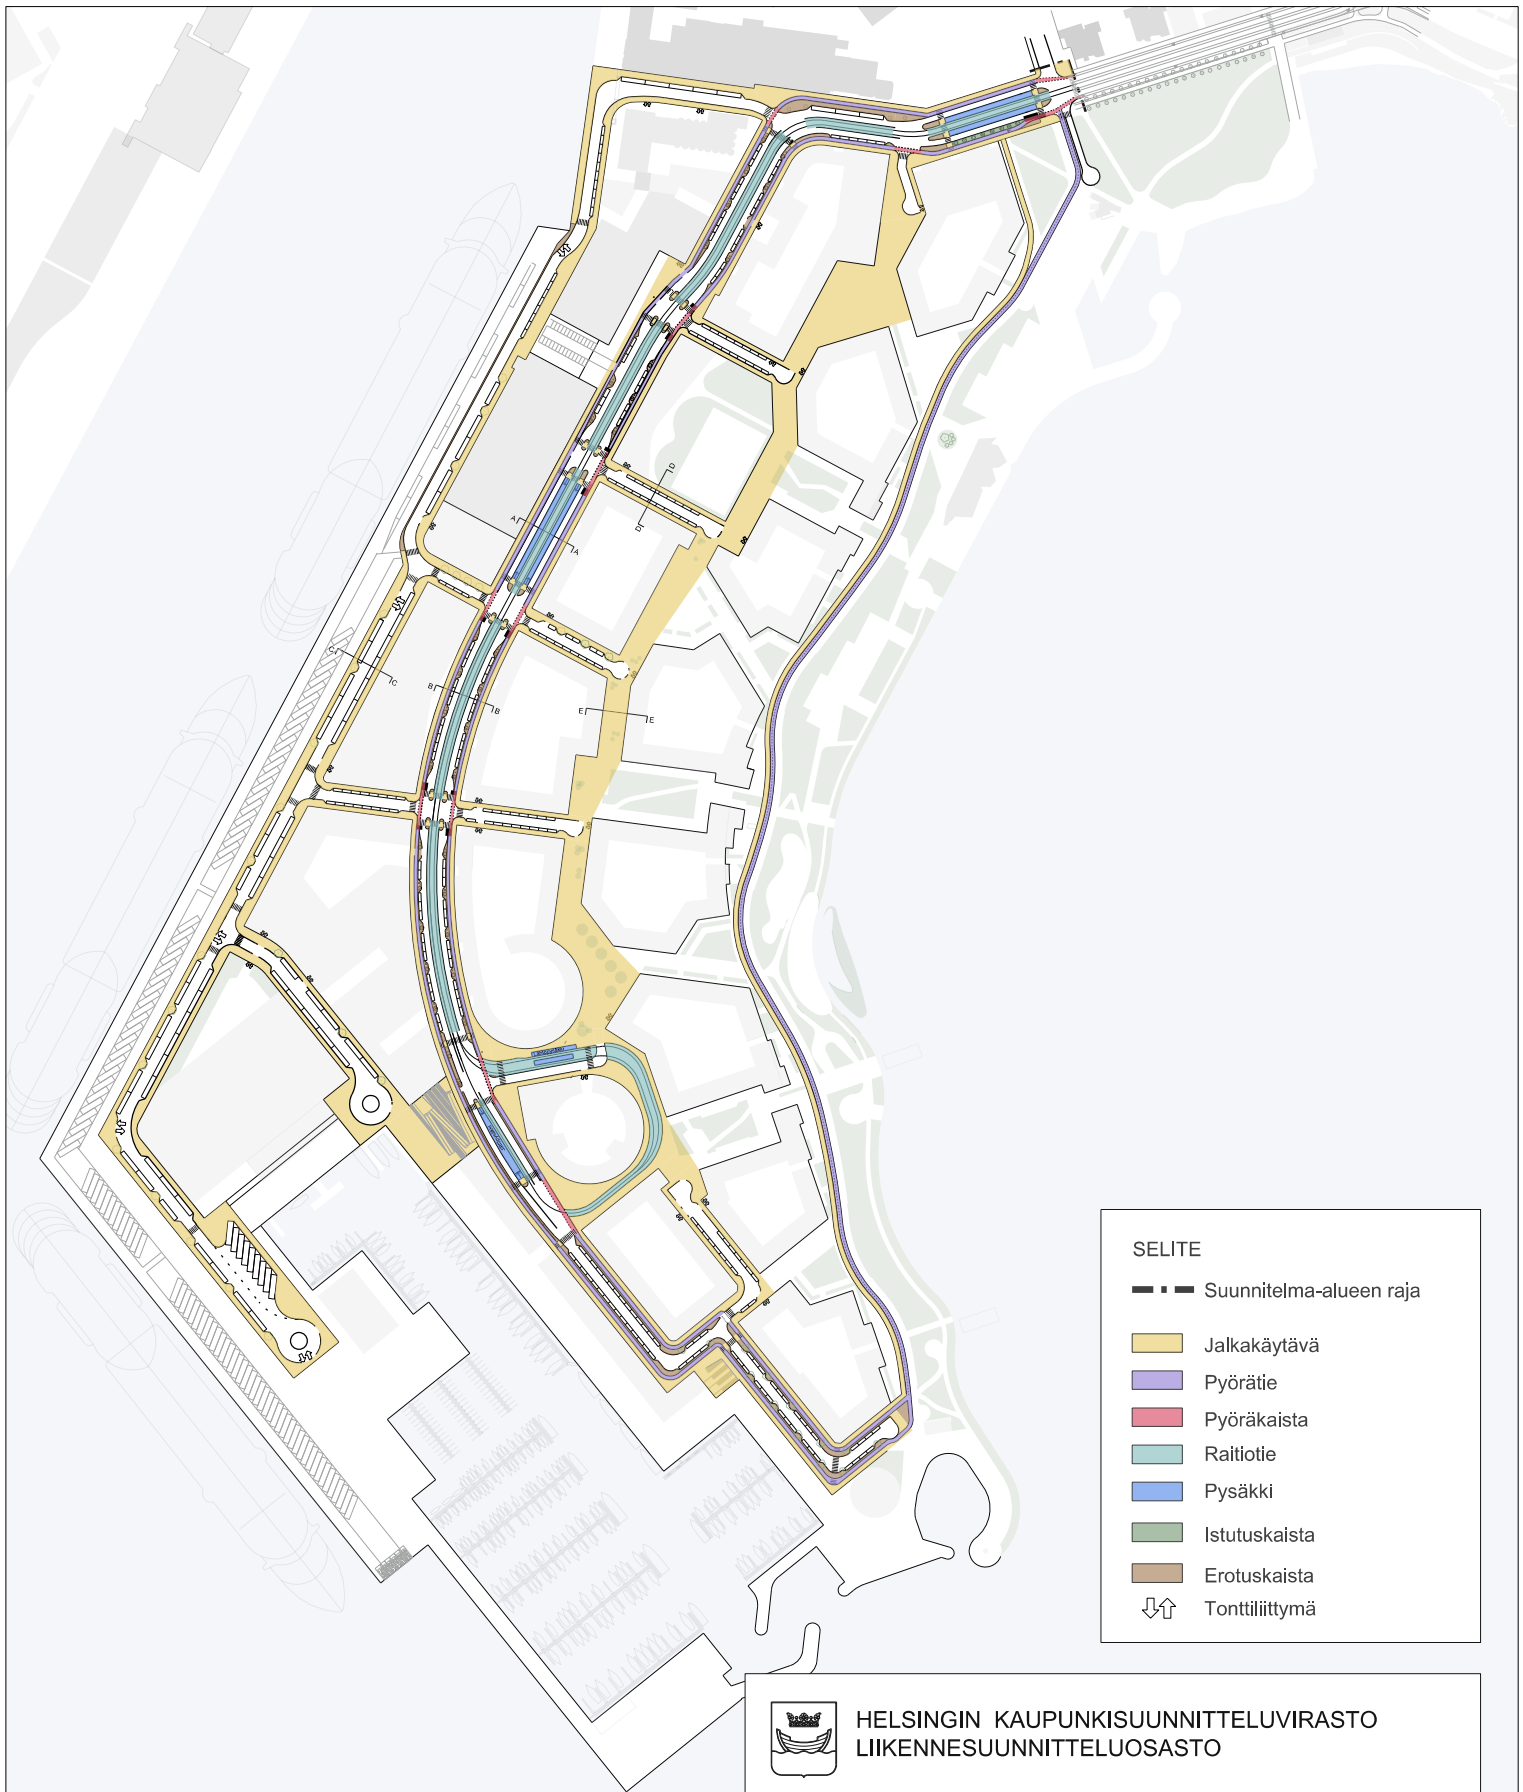 D
D
A
A
C
C
B
B
E
E
SELITE
Suunnitelma-alueen raja
Jalkakäytävä
Pyörätie
Pyöräkaista
Raitiotie
Pysäkki
Istutuskaista
Erotuskaista
Tonttiliittymä
HELSINGIN KAUPUNKISUUNNITTELUVIRASTO
LIIKENNESUUNNITTELUOSASTO